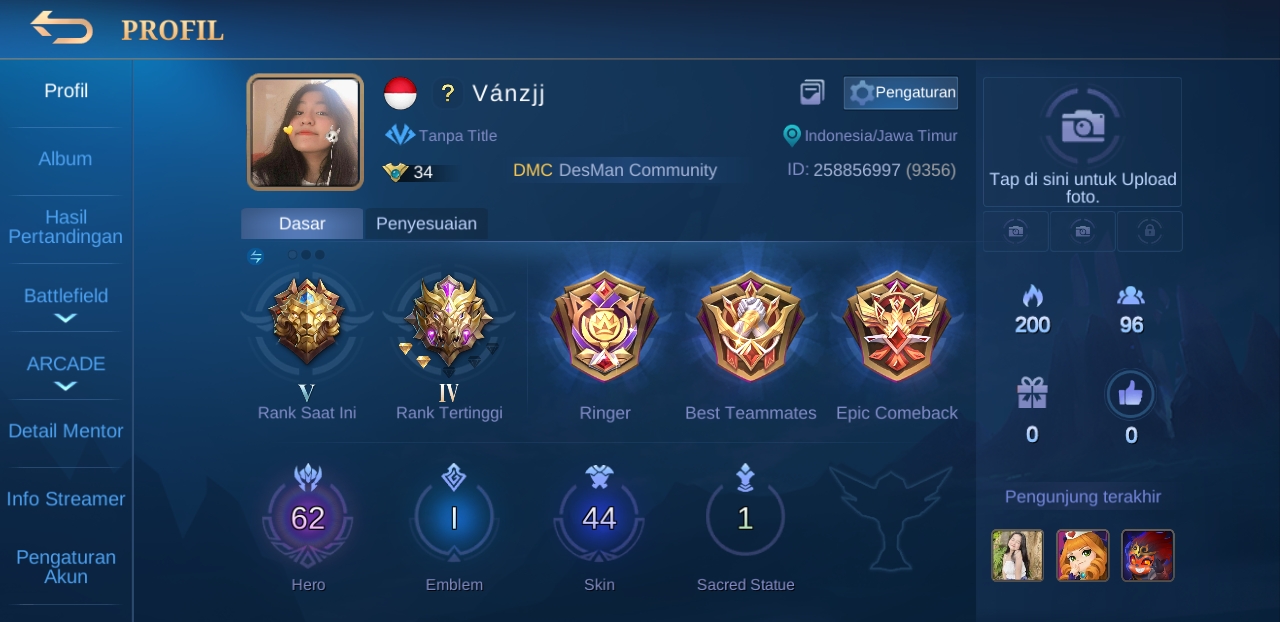 PROFIL
Profil
Album
Hasil
Pertandingan
Battlefield
ARCADE
Detail Mentor
Info Streamer
Pengaturan
Akun
? Vánzjj
Pengaturan
Tanpa Title
Indonesia/Jawa Timur
34
DMC DesMan Community
ID: 258856997 (9356)
Dasar
Penyesuaian
V
IV
Rank Saat Ini
Rank Tertinggi
Ringer
Best Teammates
Epic Comeback
62
I
44
1
Hero
Emblem
Skin
Sacred Statue
Tap di sini untuk Upload
foto.
200
96
0
0
Pengunjung terakhir